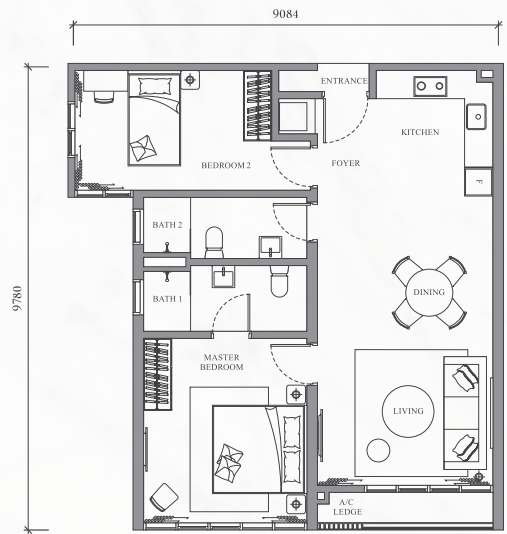 9084
ENTRANCE
KITCHEN
BEDROOM 2
FOYER
F
BATH 2
DINING
9780
BATH 1
MASTER
BEDROOM
LIVING
A/C
LEDGE